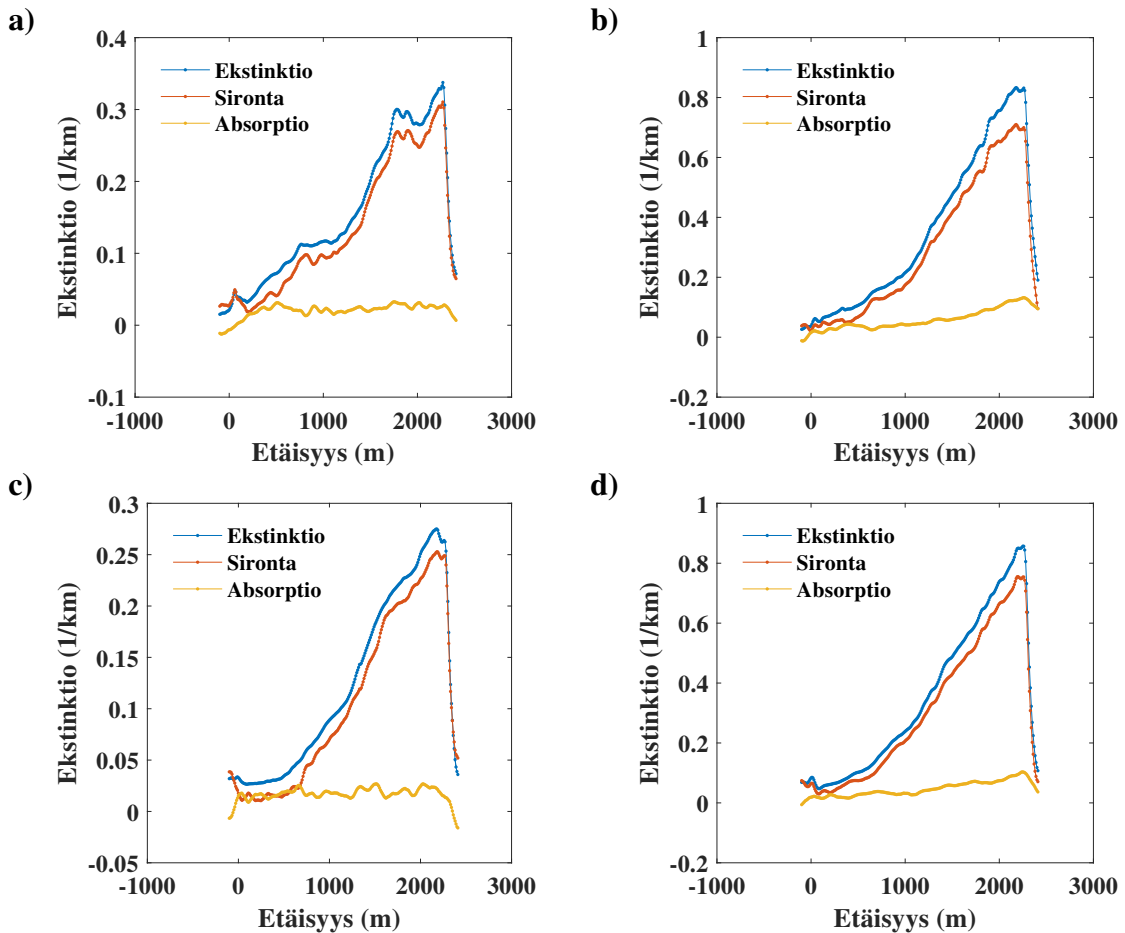 a)
0.4
0.3
0.2
0.1
0
-0.1
Ekstinktio (1/km)
Ekstinktio
Sironta
Absorptio
-1000 0 1000 2000 3000
Etäisyys (m)
b)
1
0.8
0.6
0.4
0.2
0
-0.2
Ekstinktio (1/km)
Ekstinktio
Sironta
Absorptio
-1000 0 1000 2000 3000
Etäisyys (m)
c)
0.3
0.25
0.2
0.15
0.1
0.05
0
-0.05
Ekstinktio (1/km)
Ekstinktio
Sironta
Absorptio
-1000 0 1000 2000 3000
Etäisyys (m)
d)
1
0.8
0.6
0.4
0.2
0
-0.2
Ekstinktio (1/km)
Ekstinktio
Sironta
Absorptio
-1000 0 1000 2000 3000
Etäisyys (m)